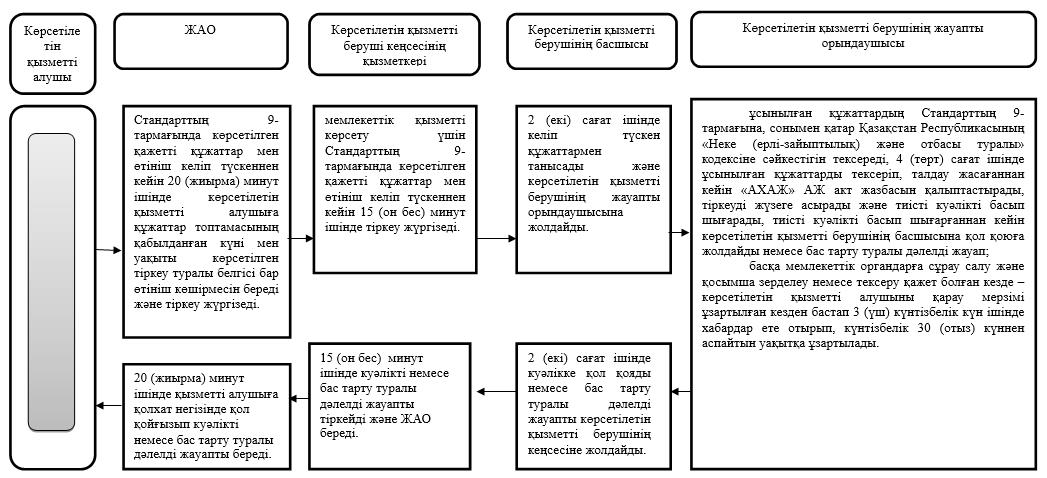 Көрсетіле
тін
қызметті
алушы
ЖАО
Көрсетілетін қызметті
беруші кеңсесінің
қызметкері
Көрсетілетін қызметті
берушінің басшысы
Көрсетілетін қызметті берушінің жауапты
орындаушысы
Стандарттың 9-
тармағында көрсетілген
қажетті құжаттар мен
өтініш келіп түскеннен
кейін 20 (жиырма) минут
ішінде көрсетілетін
қызметті алушыға
құжаттар топтамасының
қабылданған күні мен
уақыты көрсетілген
тіркеу туралы белгісі бар
өтініш көшірмесін береді
және тіркеу жүргізеді.
мемлекеттік қызметті
көрсету үшін
Стандарттың 9-
тармағында көрсетілген
қажетті құжаттар мен
өтініш келіп түскеннен
кейін 15 (он бес) минут
ішінде тіркеу жүргізеді.
2 (екі) сағат ішінде
келіп түскен
құжаттармен
танысады және
көрсетілетін қызметті
берушінің жауапты
орындаушысына
жолдайды.
ұсынылған құжаттардың Стандарттың 9-
тармағына, сонымен қатар Қазақстан Республикасының
«Неке (ерлі-зайыптылық) және отбасы туралы»
кодексіне сәйкестігін тексереді, 4 (төрт) сағат ішінде
ұсынылған құжаттарды тексеріп, талдау жасағаннан
кейін «АХАЖ» АЖ акт жазбасын қалыптастырады,
тіркеуді жүзеге асырады және тиісті куәлікті басып
шығарады, тиісті куәлікті басып шығарғаннан кейін
көрсетілетін қызметті берушінің басшысына қол қоюға
жолдайды немесе бас тарту туралы дәлелді жауап;
басқа мемлекеттік органдарға сұрау салу және
қосымша зерделеу немесе тексеру қажет болған кезде –
көрсетілетін қызметті алушыны қарау мерзімі
ұзартылған кезден бастап 3 (үш) күнтізбелік күн ішінде
хабардар ете отырып, күнтізбелік 30 (отыз) күннен
аспайтын уақытқа ұзартылады.
20 (жиырма) минут
ішінде қызметті алушыға
қолхат негізінде қол
қойғызып куәлікті
немесе бас тарту туралы
дәлелді жауапты береді.
15 (он бес) минут
ішінде куәлікті немесе
бас тарту туралы
дәлелді жауапты
тіркейді және ЖАО
береді.
2 (екі) сағат ішінде
куәлікке қол қояды
немесе бас тарту
туралы дәлелді
жауапты көрсетілетін
қызметті берушінің
кеңсесіне жолдайды.